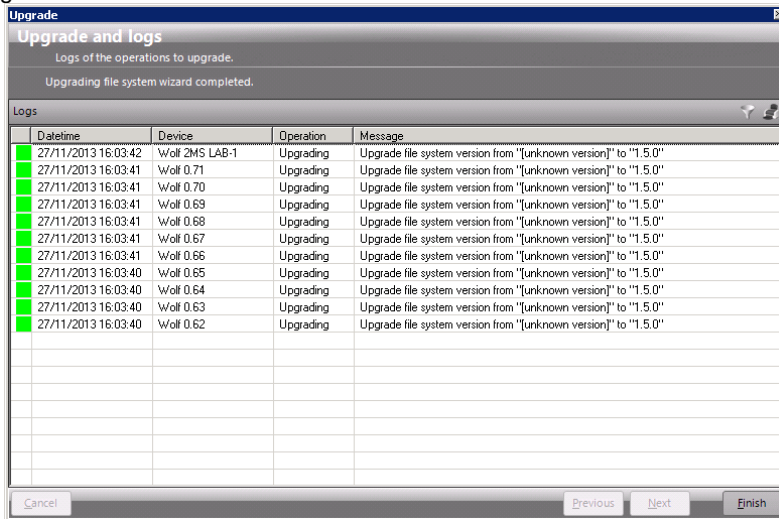 Upgrade
Upgrade and logs
Logs of the operations to upgrade.
Upgrading file system wizard completed.
Logs
Datetime Device Operation Message
27/11/2013 16:03:42 Wolf 2MS LAB-1 Upgrading Upgrade file system version from "[unknown version]" to "1.5.0"
27/11/2013 16:03:41 Wolf 0.71 Upgrading Upgrade file system version from "[unknown version]" to "1.5.0"
27/11/2013 16:03:41 Wolf 0.70 Upgrading Upgrade file system version from "[unknown version]" to "1.5.0"
27/11/2013 16:03:41 Wolf 0.69 Upgrading Upgrade file system version from "[unknown version]" to "1.5.0"
27/11/2013 16:03:41 Wolf 0.68 Upgrading Upgrade file system version from "[unknown version]" to "1.5.0"
27/11/2013 16:03:41 Wolf 0.67 Upgrading Upgrade file system version from "[unknown version]" to "1.5.0"
27/11/2013 16:03:41 Wolf 0.66 Upgrading Upgrade file system version from "[unknown version]" to "1.5.0"
27/11/2013 16:03:40 Wolf 0.65 Upgrading Upgrade file system version from "[unknown version]" to "1.5.0"
27/11/2013 16:03:40 Wolf 0.64 Upgrading Upgrade file system version from "[unknown version]" to "1.5.0"
27/11/2013 16:03:40 Wolf 0.63 Upgrading Upgrade file system version from "[unknown version]" to "1.5.0"
27/11/2013 16:03:40 Wolf 0.62 Upgrading Upgrade file system version from "[unknown version]" to "1.5.0"
Cancel Previous Next Finish